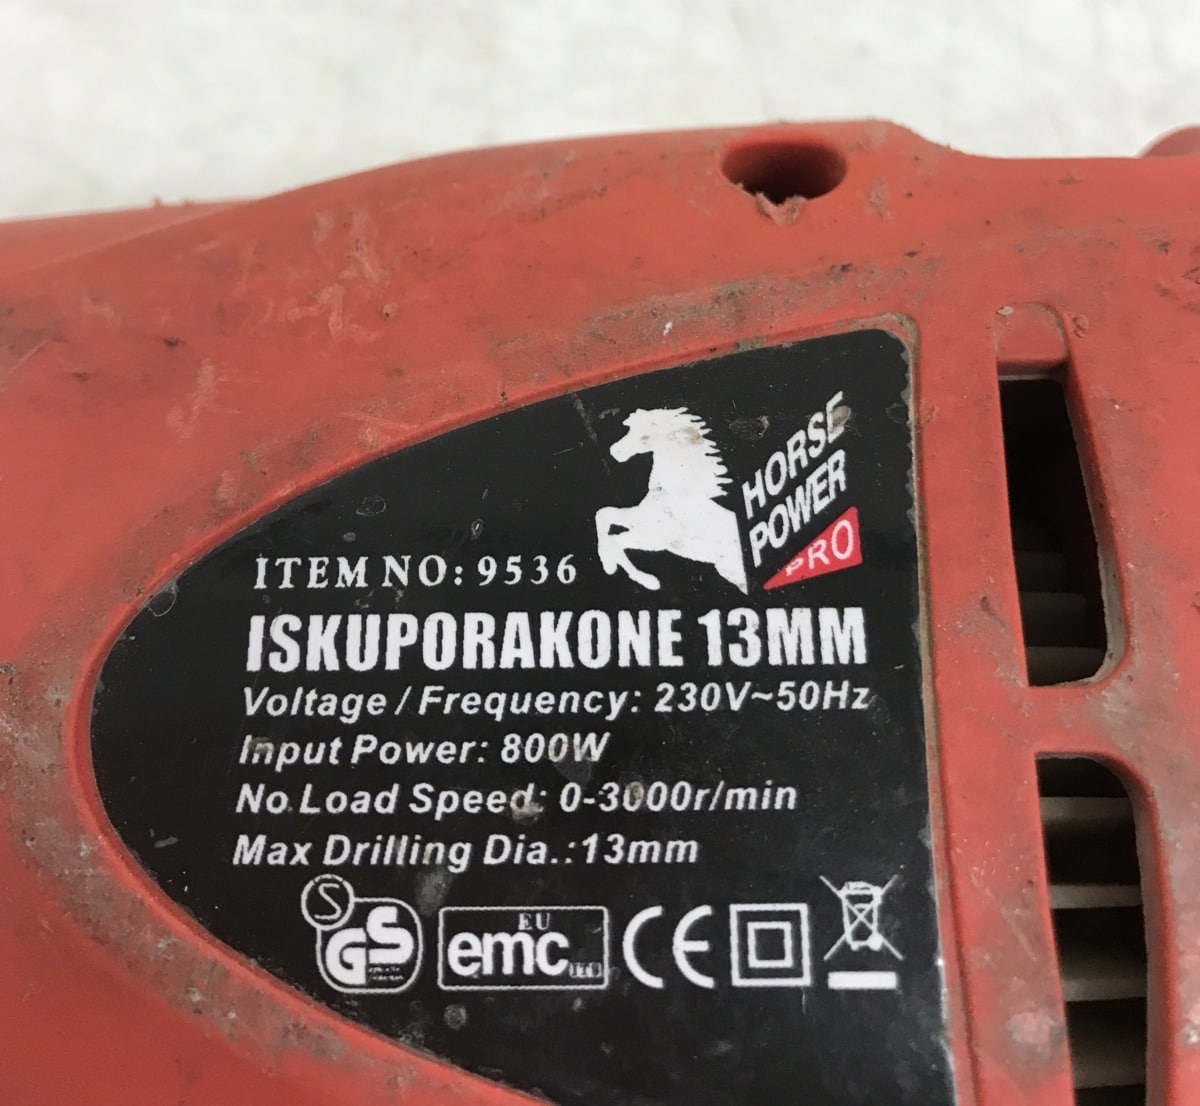 HORSE
POWER
PRO
ITEM NO: 9536
ISKUPORAKONE 13MM
Voltage / Frequency: 230V~50Hz
Input Power: 800W
No Load Speed: 0-3000r/min
Max Drilling Dia.:13mm
S
GS
EU
emc
CE